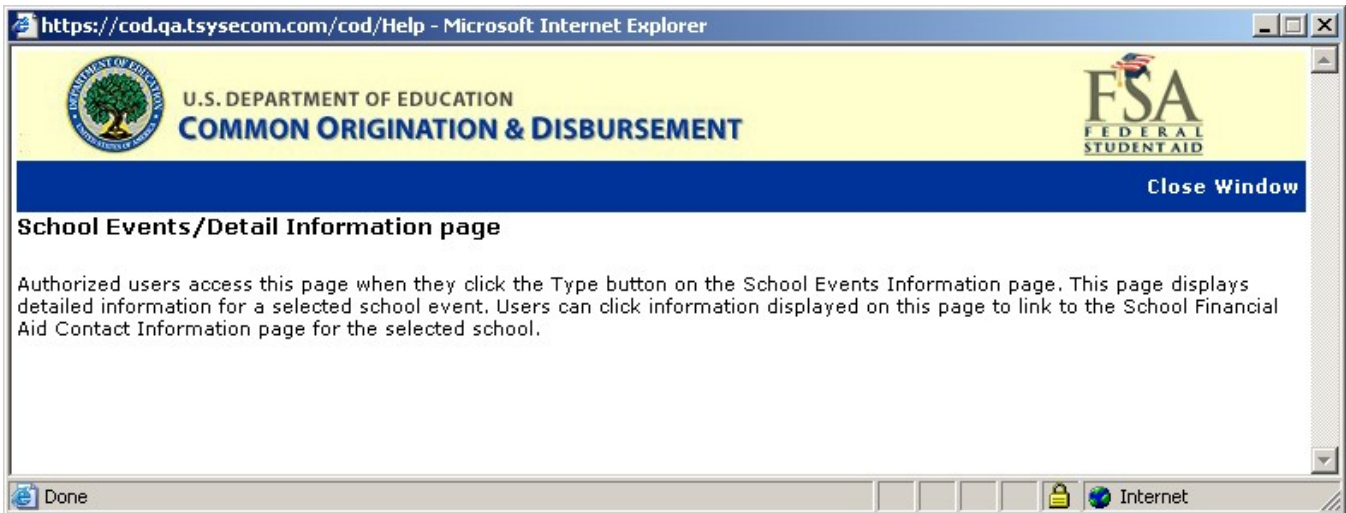 https://cod.qa.tsysecom.com/cod/Help - Microsoft Internet Explorer
U.S. DEPARTMENT OF EDUCATION
COMMON ORIGINATION & DISBURSEMENT
FSA
FEDERAL
STUDENT AID
Close Window
School Events/Detail Information page
Authorized users access this page when they click the Type button on the School Events Information page. This page displays
detailed information for a selected school event. Users can click information displayed on this page to link to the School Financial
Aid Contact Information page for the selected school.
Done
Internet